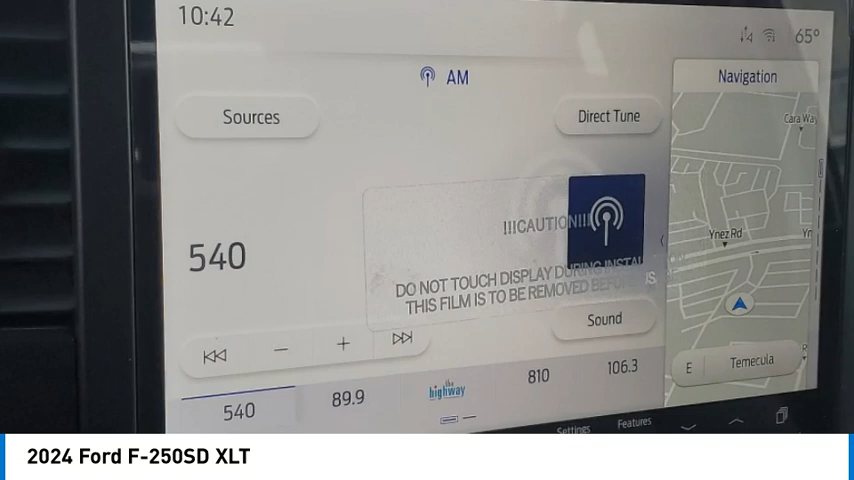 10:42
65°
AM
Navigation
Sources
Direct Tune
Cara Way
!!!CAUTION!!!
540
Ynez Rd
Yn
DO NOT TOUCH DISPLAY DURING INSTAL
THIS FILM IS TO BE REMOVED
Sound
E Temecula
540
89.9
the highway
810
106.3
Settings
Features
2024 Ford F-250SD XLT